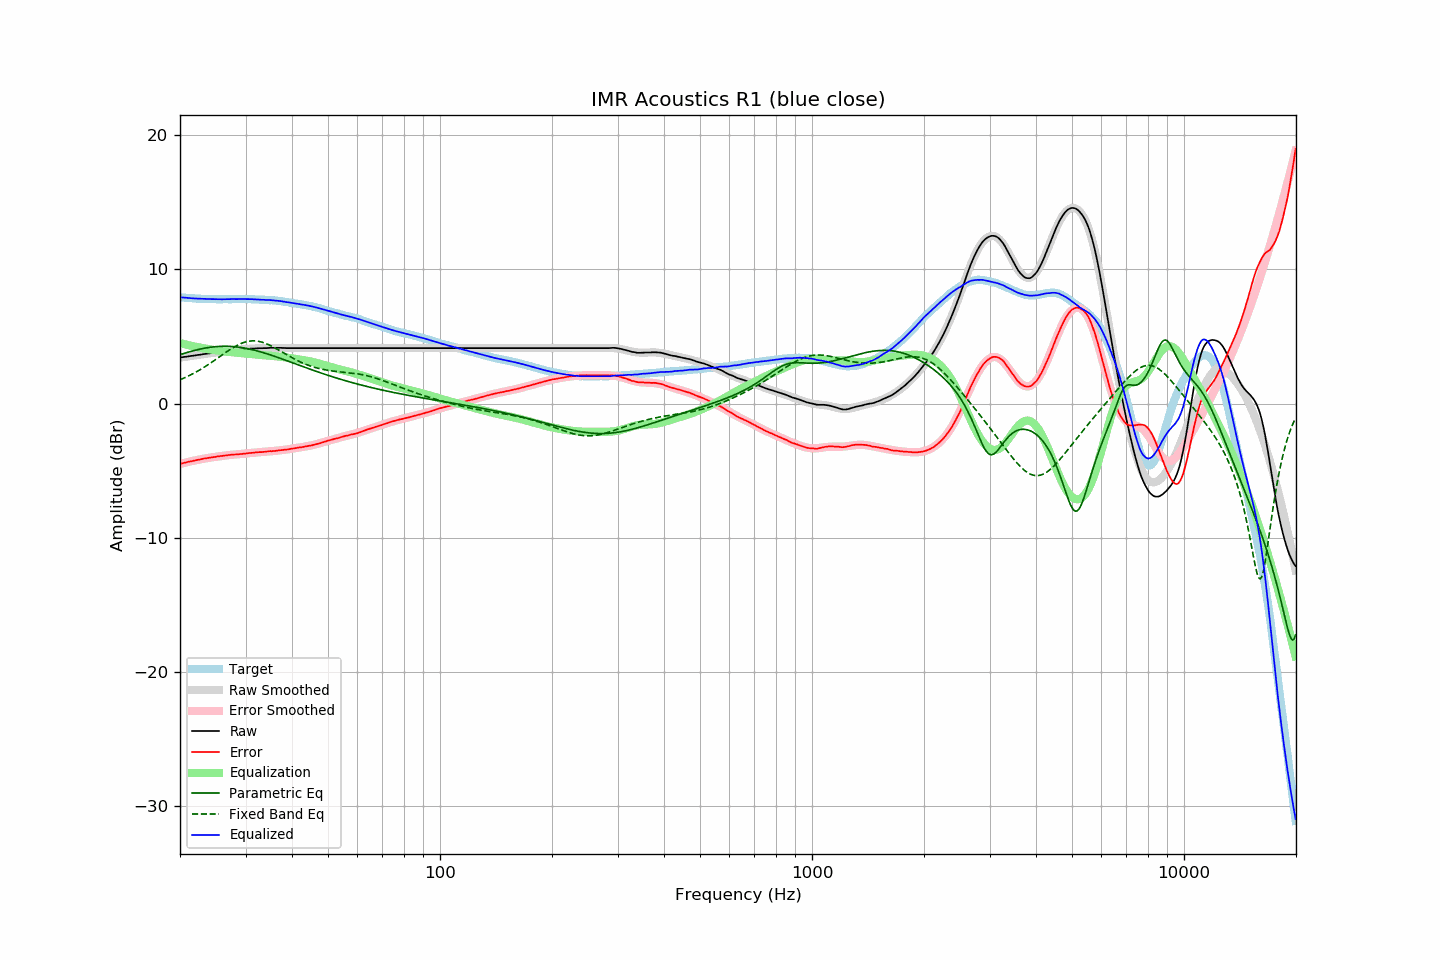 IMR Acoustics R1 (blue close)
20
10
0
−10
−20
−30
Amplitude (dBr)
Target
Raw Smoothed
Error Smoothed
Raw
Error
Equalization
Parametric Eq
Fixed Band Eq
Equalized
100
1000
10000
Frequency (Hz)